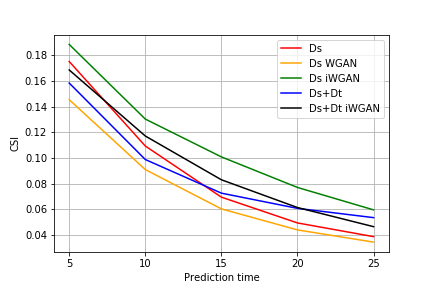 CSI
0.18
0.16
0.14
0.12
0.10
0.08
0.06
0.04
Ds
Ds WGAN
Ds iWGAN
Ds+Dt
Ds+Dt iWGAN
5
10
15
20
25
Prediction time